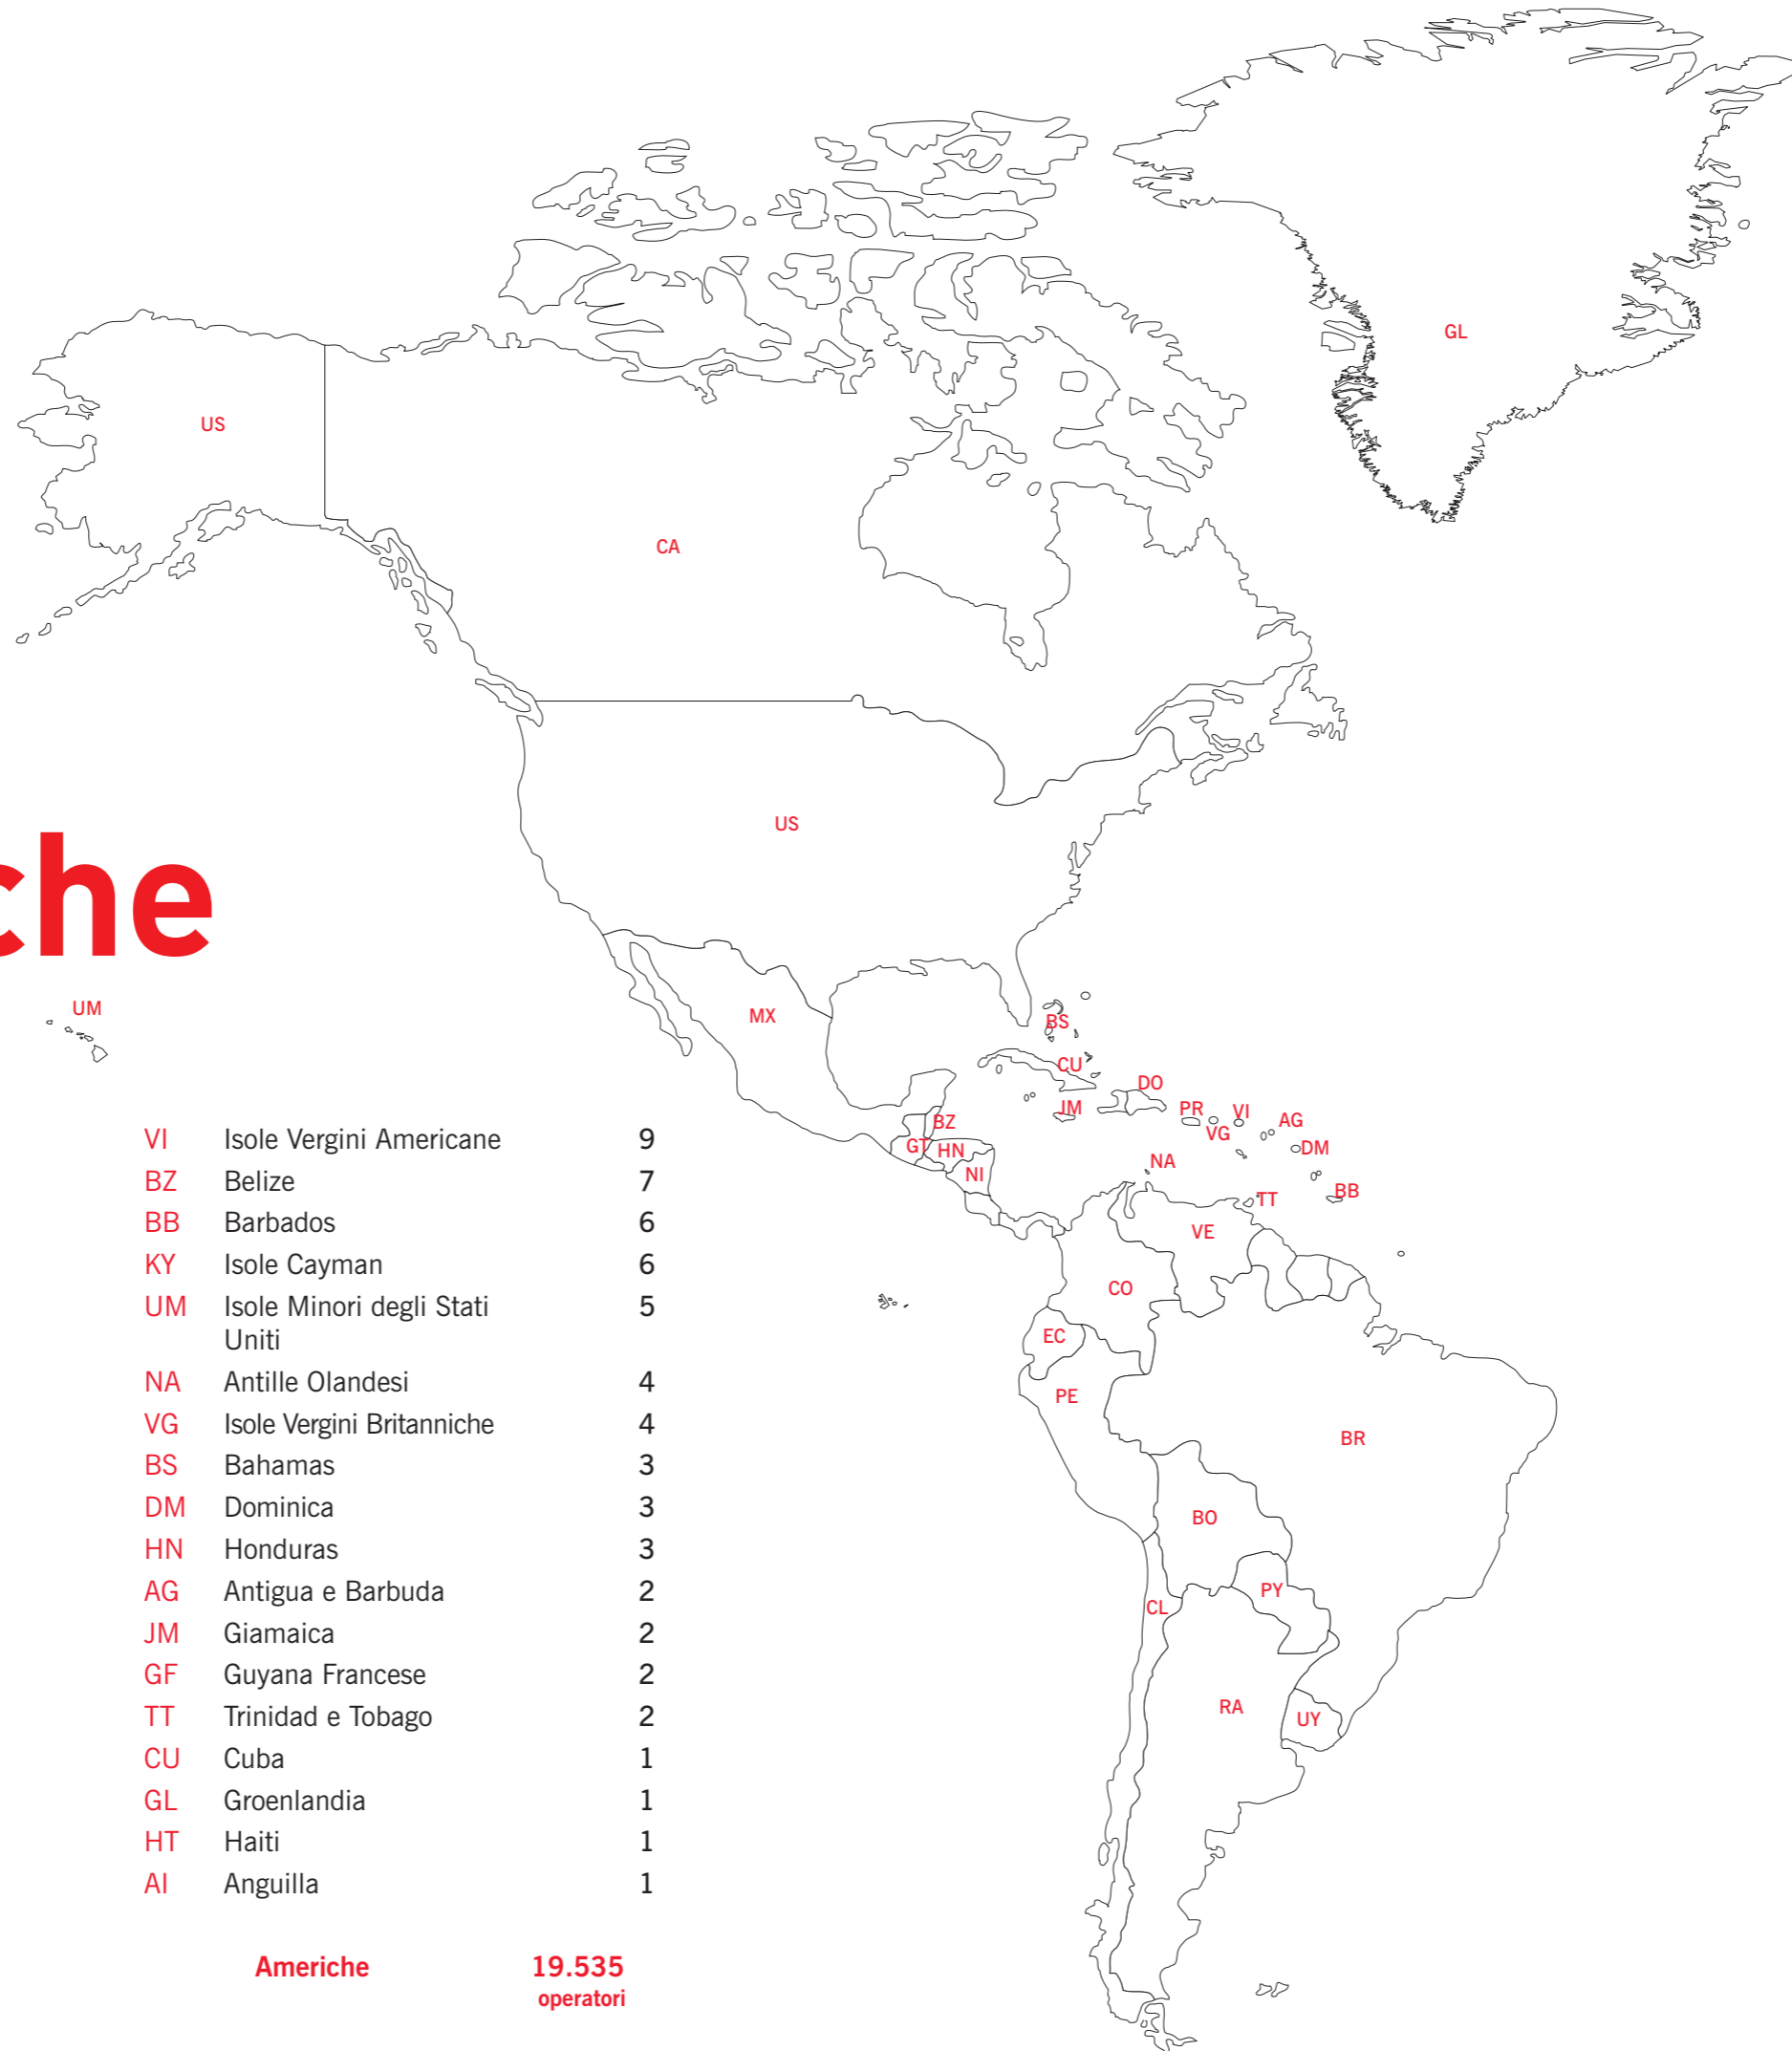 GL
US
CA
US
che
UM
MX
BS
CU
DO
JM
PR
VI
AG
BZ
VG
GT
HN
DM
NI
NA
BB
TT
VE
CO
EC
PE
BR
BO
PY
CL
RA
UY
VI Isole Vergini Americane 9
BZ Belize 7
BB Barbados 6
KY Isole Cayman 6
UM Isole Minori degli Stati 5
Uniti
NA Antille Olandesi 4
VG Isole Vergini Britanniche 4
BS Bahamas 3
DM Dominica 3
HN Honduras 3
AG Antigua e Barbuda 2
JM Giamaica 2
GF Guyana Francese 2
TT Trinidad e Tobago 2
CU Cuba 1
GL Groenlandia 1
HT Haiti 1
AI Anguilla 1
Americhe 19.535
operatori